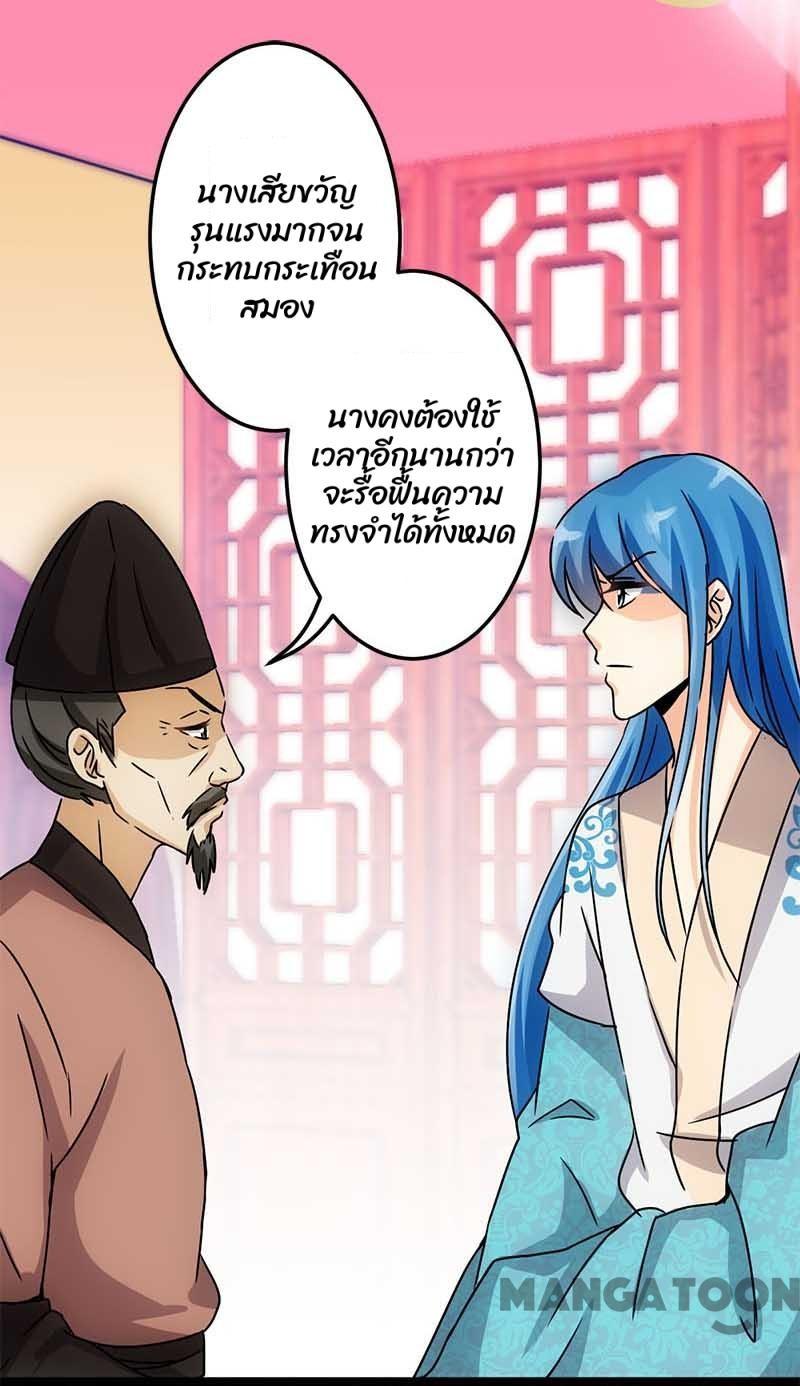 นางเสียขวัญ
รุนแรงมากจน
กระทบกระเทือน
สมอง
นางคงต้องใช้
เวลาอีกนานกว่า
จะรื้อฟื้นความ
ทรงจำได้ทั้งหมด
MANGATOON